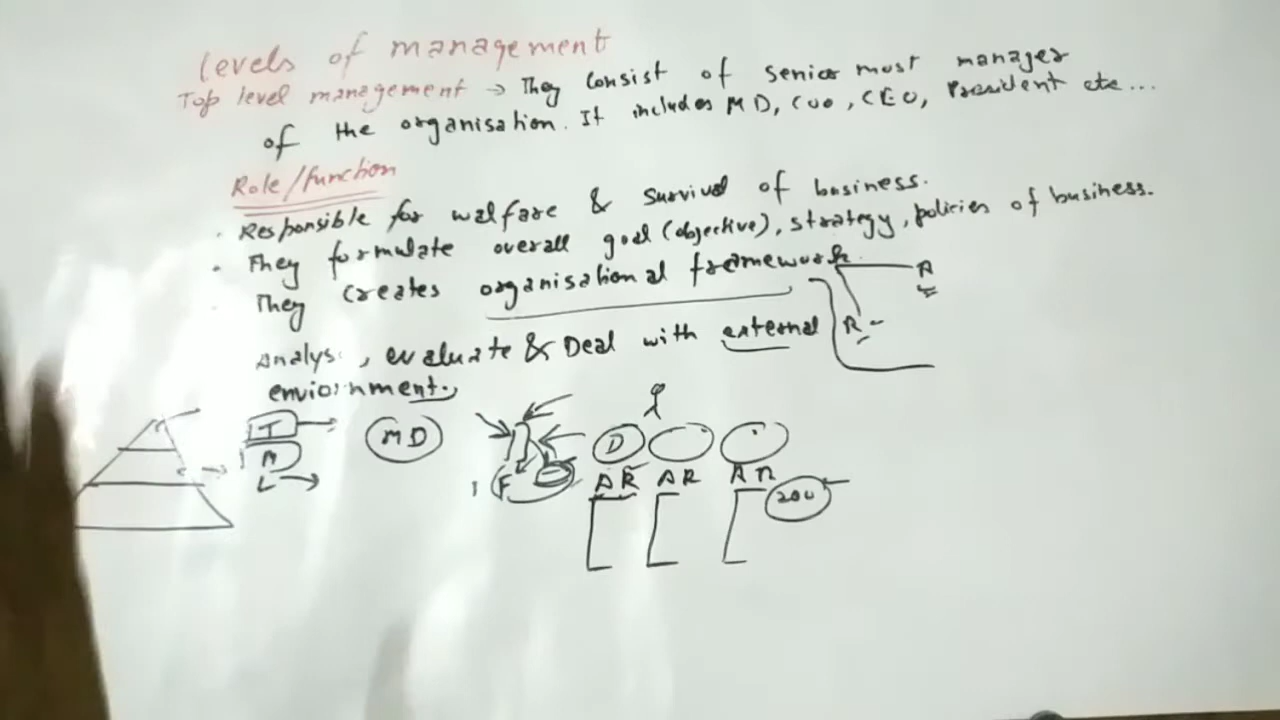 Levels of management
Top level management → They consist of senior most manager
of the organisation. It includes MD, COO, CEO, President etc...
Role/function
· Responsible for welfare & survival of business.
· They formulate overall goal (objective), strategy, policies of business.
· They creates organisational framework.
A
R -
Analys , evaluate & Deal with external
enviornment.
T
M
L
MD
F
D
AR AR AR
200